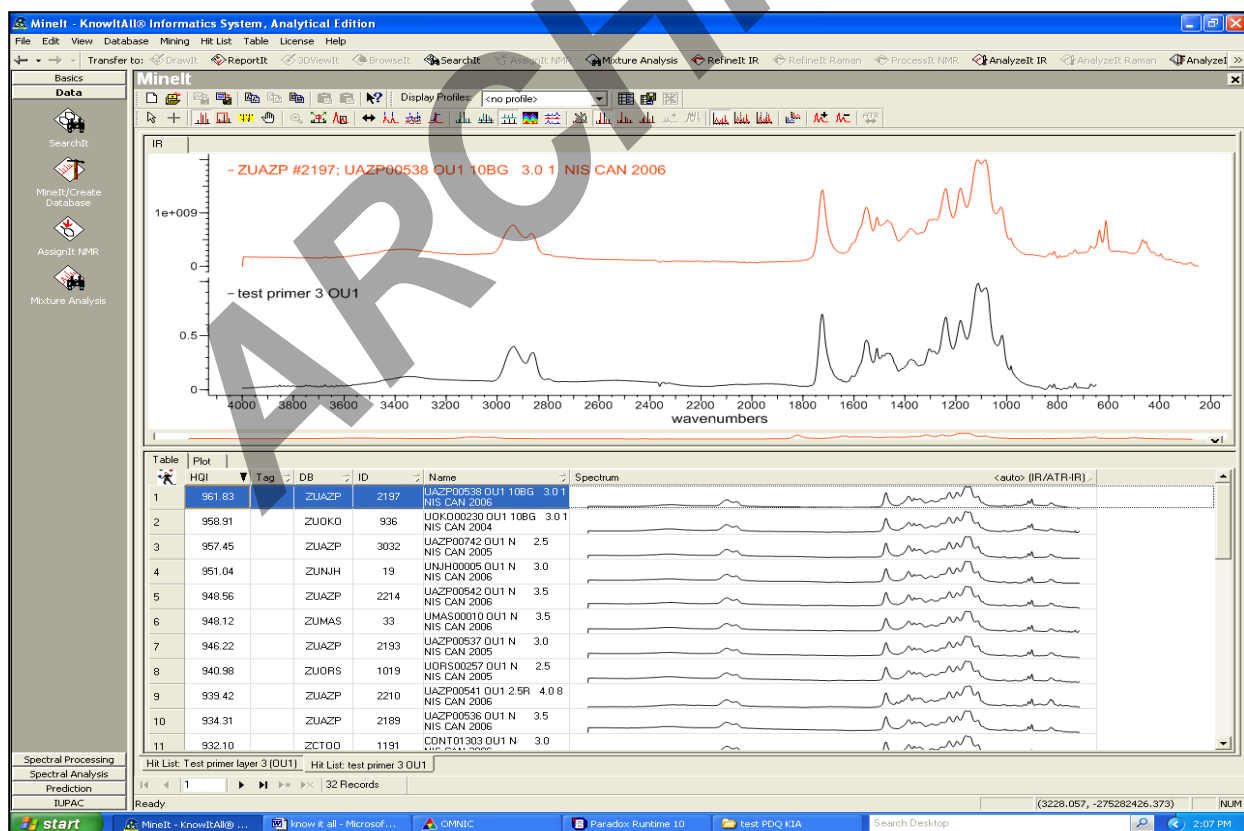 MineIt - KnowItAll® Informatics System, Analytical Edition
File Edit View Database Mining Hit List Table License Help
Transfer to: DrawIt ReportIt 3DViewIt BrowseIt SearchIt AssignIt NMR Mixture Analysis RefineIt IR RefineIt Raman ProcessIt NMR AnalyzeIt IR AnalyzeIt Raman AnalyzeI
Basics
Data
SearchIt
MineIt/Create
Database
AssignIt NMR
Mixture Analysis
Spectral Processing
Spectral Analysis
Prediction
IUPAC
MineIt
Display Profiles: <no profile>
IR
- ZUAZP #2197; UAZP00538 OU1 10BG 3.0 1 NIS CAN 2006
1e+009
0
- test primer 3 OU1
0.5
0
4000 3800 3600 3400 3200 3000 2800 2600 2400 2200 2000 1800 1600 1400 1200 1000 800 600 400 200
wavenumbers
ARCHI
Table Plot
HQI Tag DB ID Name Spectrum <auto> (IR/ATR-IR)
1 961.83 ZUAZP 2197 UAZP00538 OU1 10BG 3.0 1
NIS CAN 2006
2 958.91 ZUOKO 936 UOKO00230 OU1 10BG 3.0 1
NIS CAN 2004
3 957.45 ZUAZP 3032 UAZP00742 OU1 N 2.5
NIS CAN 2005
4 951.04 ZUNJH 19 UNJH00005 OU1 N 3.0
NIS CAN 2006
5 948.56 ZUAZP 2214 UAZP00542 OU1 N 3.5
NIS CAN 2006
6 948.12 ZUMAS 33 UMAS00010 OU1 N 3.5
NIS CAN 2006
7 946.22 ZUAZP 2193 UAZP00537 OU1 N 3.0
NIS CAN 2005
8 940.98 ZUORS 1019 UORS00257 OU1 N 2.5
NIS CAN 2005
9 939.42 ZUAZP 2210 UAZP00541 OU1 2.5R 4.0 8
NIS CAN 2006
10 934.31 ZUAZP 2189 UAZP00536 OU1 N 3.5
NIS CAN 2006
11 932.10 ZCTOO 1191 CONT01303 OU1 N 3.0
Hit List: Test primer layer 3 (OU1) Hit List: test primer 3 OU1
1 32 Records
Ready (3228.057, -275282426.373) NUM
start MineIt - KnowItAll® ... know it all - Microsof... OMNIC Paradox Runtime 10 test PDQ KIA Search Desktop 2:07 PM